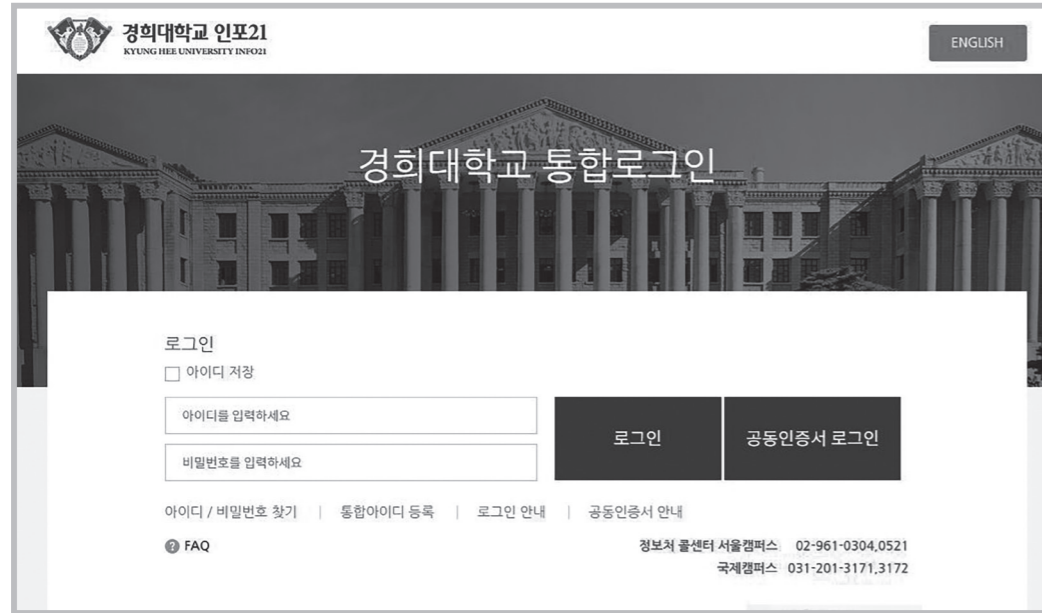 경희대학교 인포21
KYUNG HEE UNIVERSITY INFO21
ENGLISH
경희대학교 통합로그인
로그인
아이디 저장
아이디를 입력하세요
비밀번호를 입력하세요
로그인
공동인증서 로그인
아이디 / 비밀번호 찾기 | 통합아이디 등록 | 로그인 안내 | 공동인증서 안내
? FAQ
정보처 콜센터 서울캠퍼스 02-961-0304,0521
국제캠퍼스 031-201-3171,3172